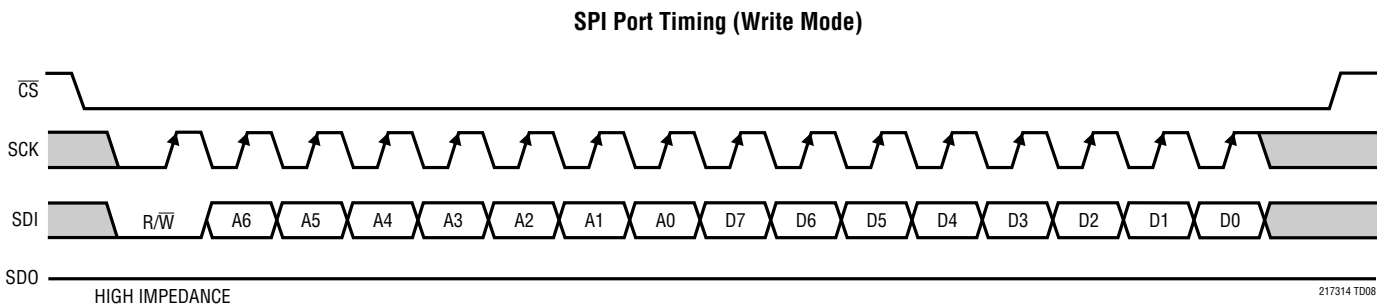 SPI Port Timing (Write Mode)
C̅S̅
SCK
SDI R/W̅ A6 A5 A4 A3 A2 A1 A0 D7 D6 D5 D4 D3 D2 D1 D0
SDO
HIGH IMPEDANCE
217314 TD08